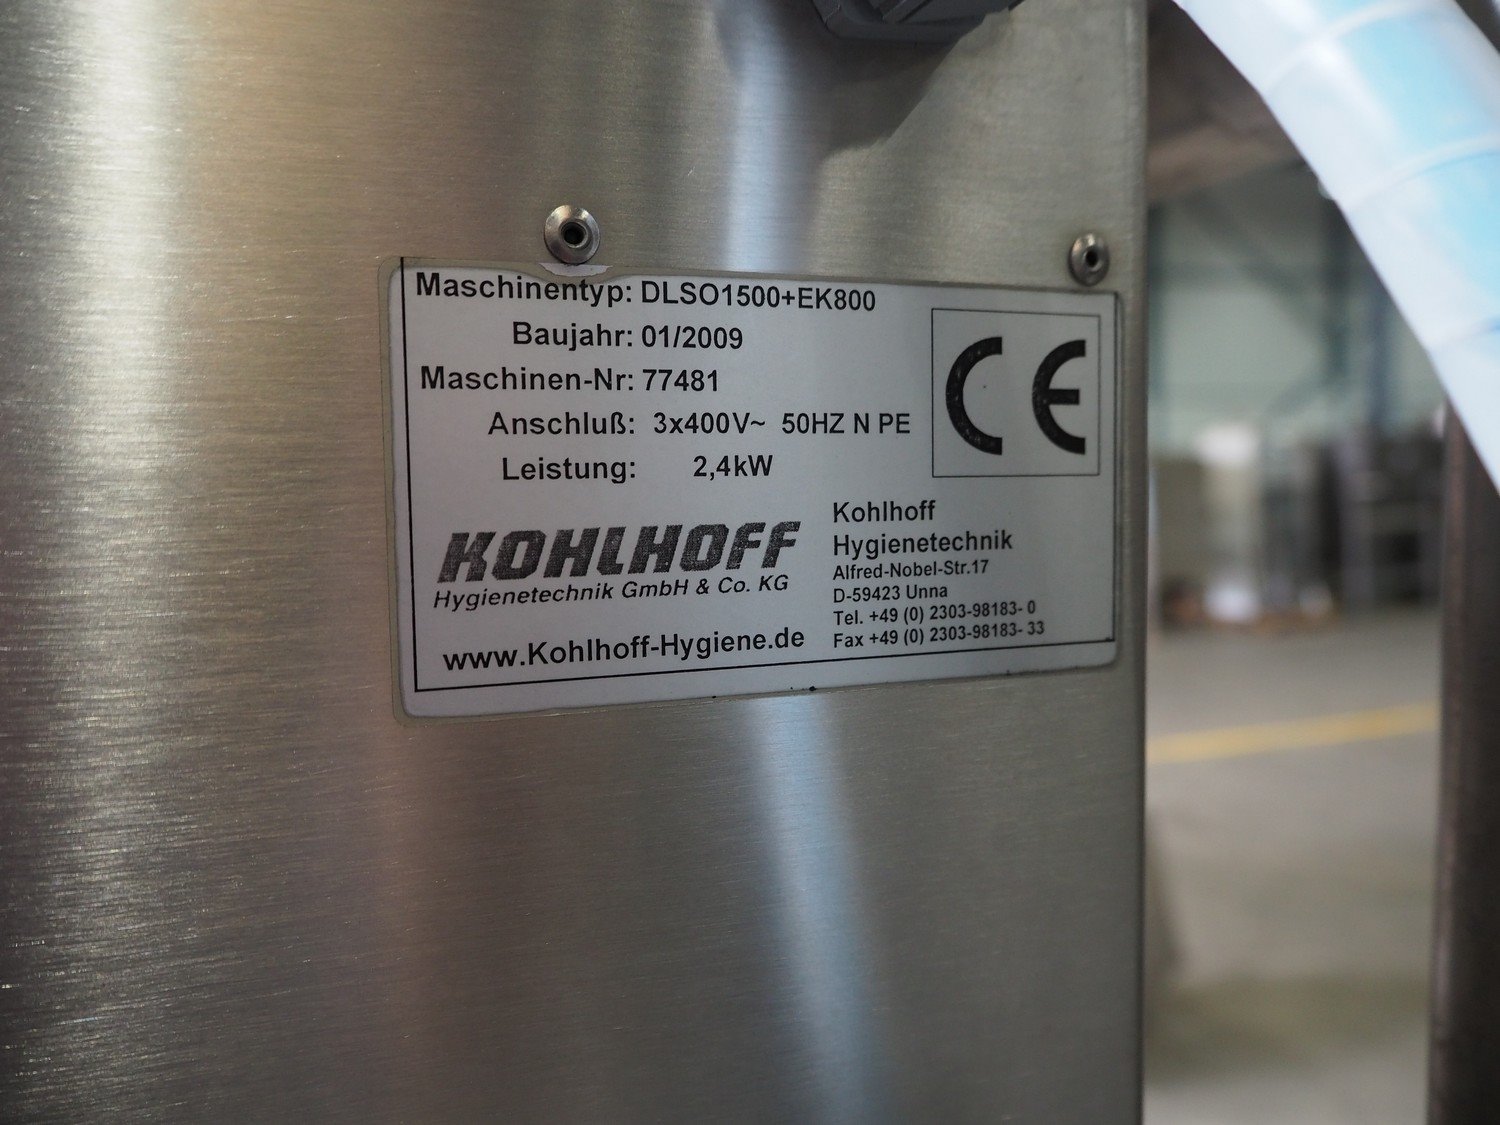 Maschinentyp: DLSO1500+EK800
Baujahr: 01/2009
Maschinen-Nr: 77481
Anschluß: 3x400V~ 50HZ N PE
Leistung: 2,4kW
CE
KOHLHOFF
Hygienetechnik GmbH & Co. KG
www.Kohlhoff-Hygiene.de
Kohlhoff
Hygienetechnik
Alfred-Nobel-Str.17
D-59423 Unna
Tel. +49 (0) 2303-98183- 0
Fax +49 (0) 2303-98183- 33